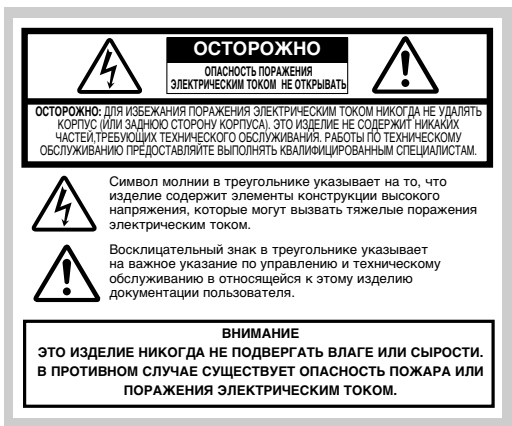 ОСТОРОЖНО
ОПАСНОСТЬ ПОРАЖЕНИЯ
ЭЛЕКТРИЧЕСКИМ ТОКОМ НЕ ОТКРЫВАТЬ
ОСТОРОЖНО: ДЛЯ ИЗБЕЖАНИЯ ПОРАЖЕНИЯ ЭЛЕКТРИЧЕСКИМ ТОКОМ НИКОГДА НЕ УДАЛЯТЬ
КОРПУС (ИЛИ ЗАДНЮЮ СТОРОНУ КОРПУСА). ЭТО ИЗДЕЛИЕ НЕ СОДЕРЖИТ НИКАКИХ
ЧАСТЕЙ,ТРЕБУЮЩИХ ТЕХНИЧЕСКОГО ОБСЛУЖИВАНИЯ. РАБОТЫ ПО ТЕХНИЧЕСКОМУ
ОБСЛУЖИВАНИЮ ПРЕДОСТАВЛЯЙТЕ ВЫПОЛНЯТЬ КВАЛИФИЦИРОВАННЫМ СПЕЦИАЛИСТАМ.
Символ молнии в треугольнике указывает на то, что
изделие содержит элементы конструкции высокого
напряжения, которые могут вызвать тяжелые поражения
электрическим током.
Восклицательный знак в треугольнике указывает
на важное указание по управлению и техническому
обслуживанию в относящейся к этому изделию
документации пользователя.
ВНИМАНИЕ
ЭТО ИЗДЕЛИЕ НИКОГДА НЕ ПОДВЕРГАТЬ ВЛАГЕ ИЛИ СЫРОСТИ.
В ПРОТИВНОМ СЛУЧАЕ СУЩЕСТВУЕТ ОПАСНОСТЬ ПОЖАРА ИЛИ
ПОРАЖЕНИЯ ЭЛЕКТРИЧЕСКИМ ТОКОМ.